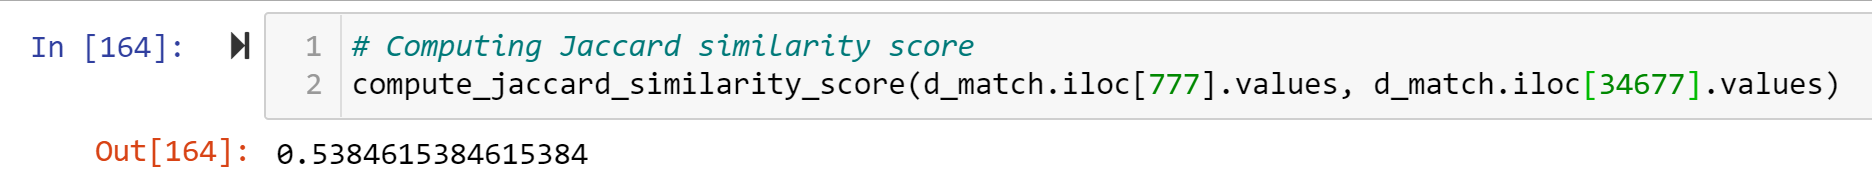 In [164]: 1 # Computing Jaccard similarity score
2 compute_jaccard_similarity_score(d_match.iloc[777].values, d_match.iloc[34677].values)
Out[164]: 0.5384615384615384